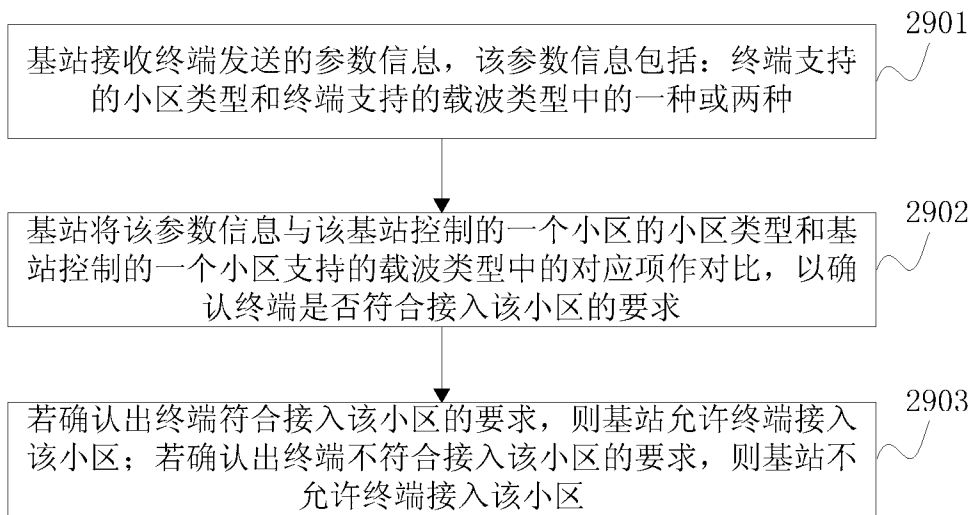 2901
基站接收终端发送的参数信息，该参数信息包括：终端支持
的小区类型和终端支持的载波类型中的一种或两种
2902
基站将该参数信息与该基站控制的一个小区的小区类型和基
站控制的一个小区支持的载波类型中的对应项作对比，以确
认终端是否符合接入该小区的要求
2903
若确认出终端符合接入该小区的要求，则基站允许终端接入
该小区；若确认出终端不符合接入该小区的要求，则基站不
允许终端接入该小区